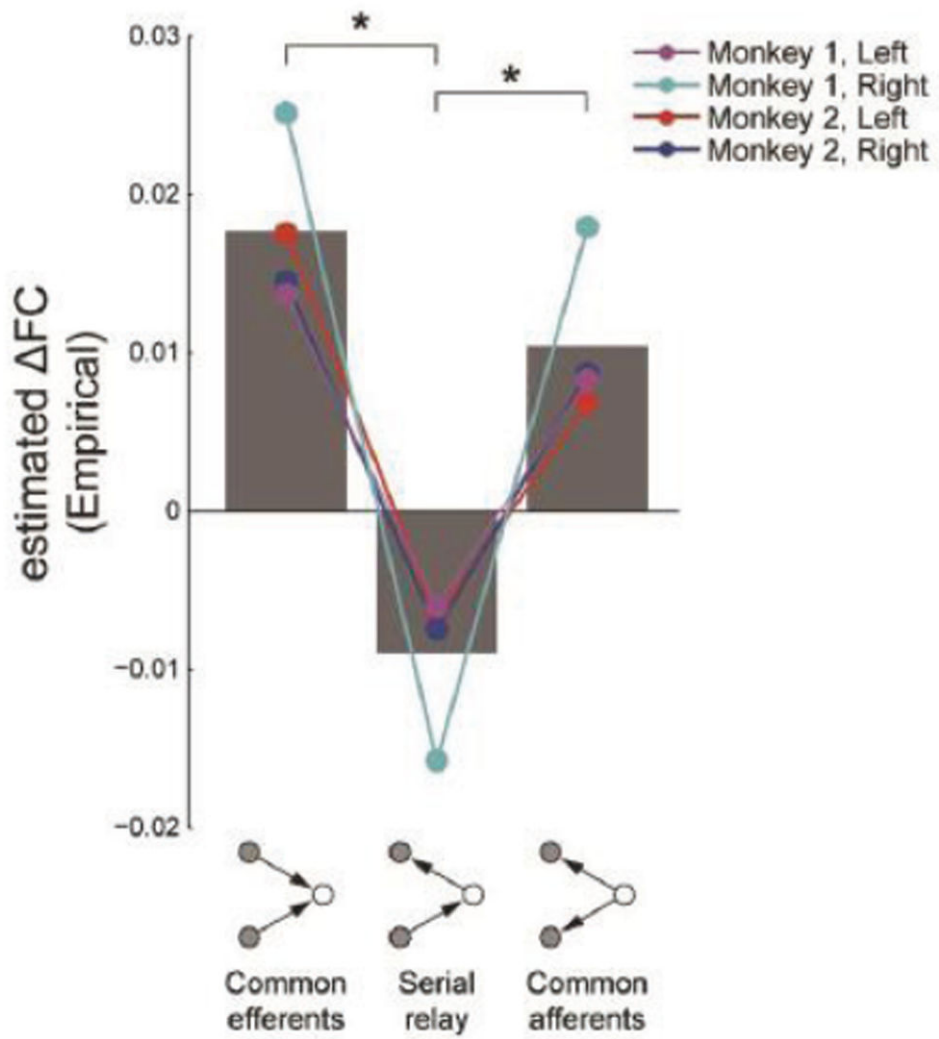 *
*
Monkey 1, Left
Monkey 1, Right
Monkey 2, Left
Monkey 2, Right
0.03
0.02
0.01
0
−0.01
−0.02
estimated ΔFC
(Empirical)
Common
efferents
Serial
relay
Common
afferents